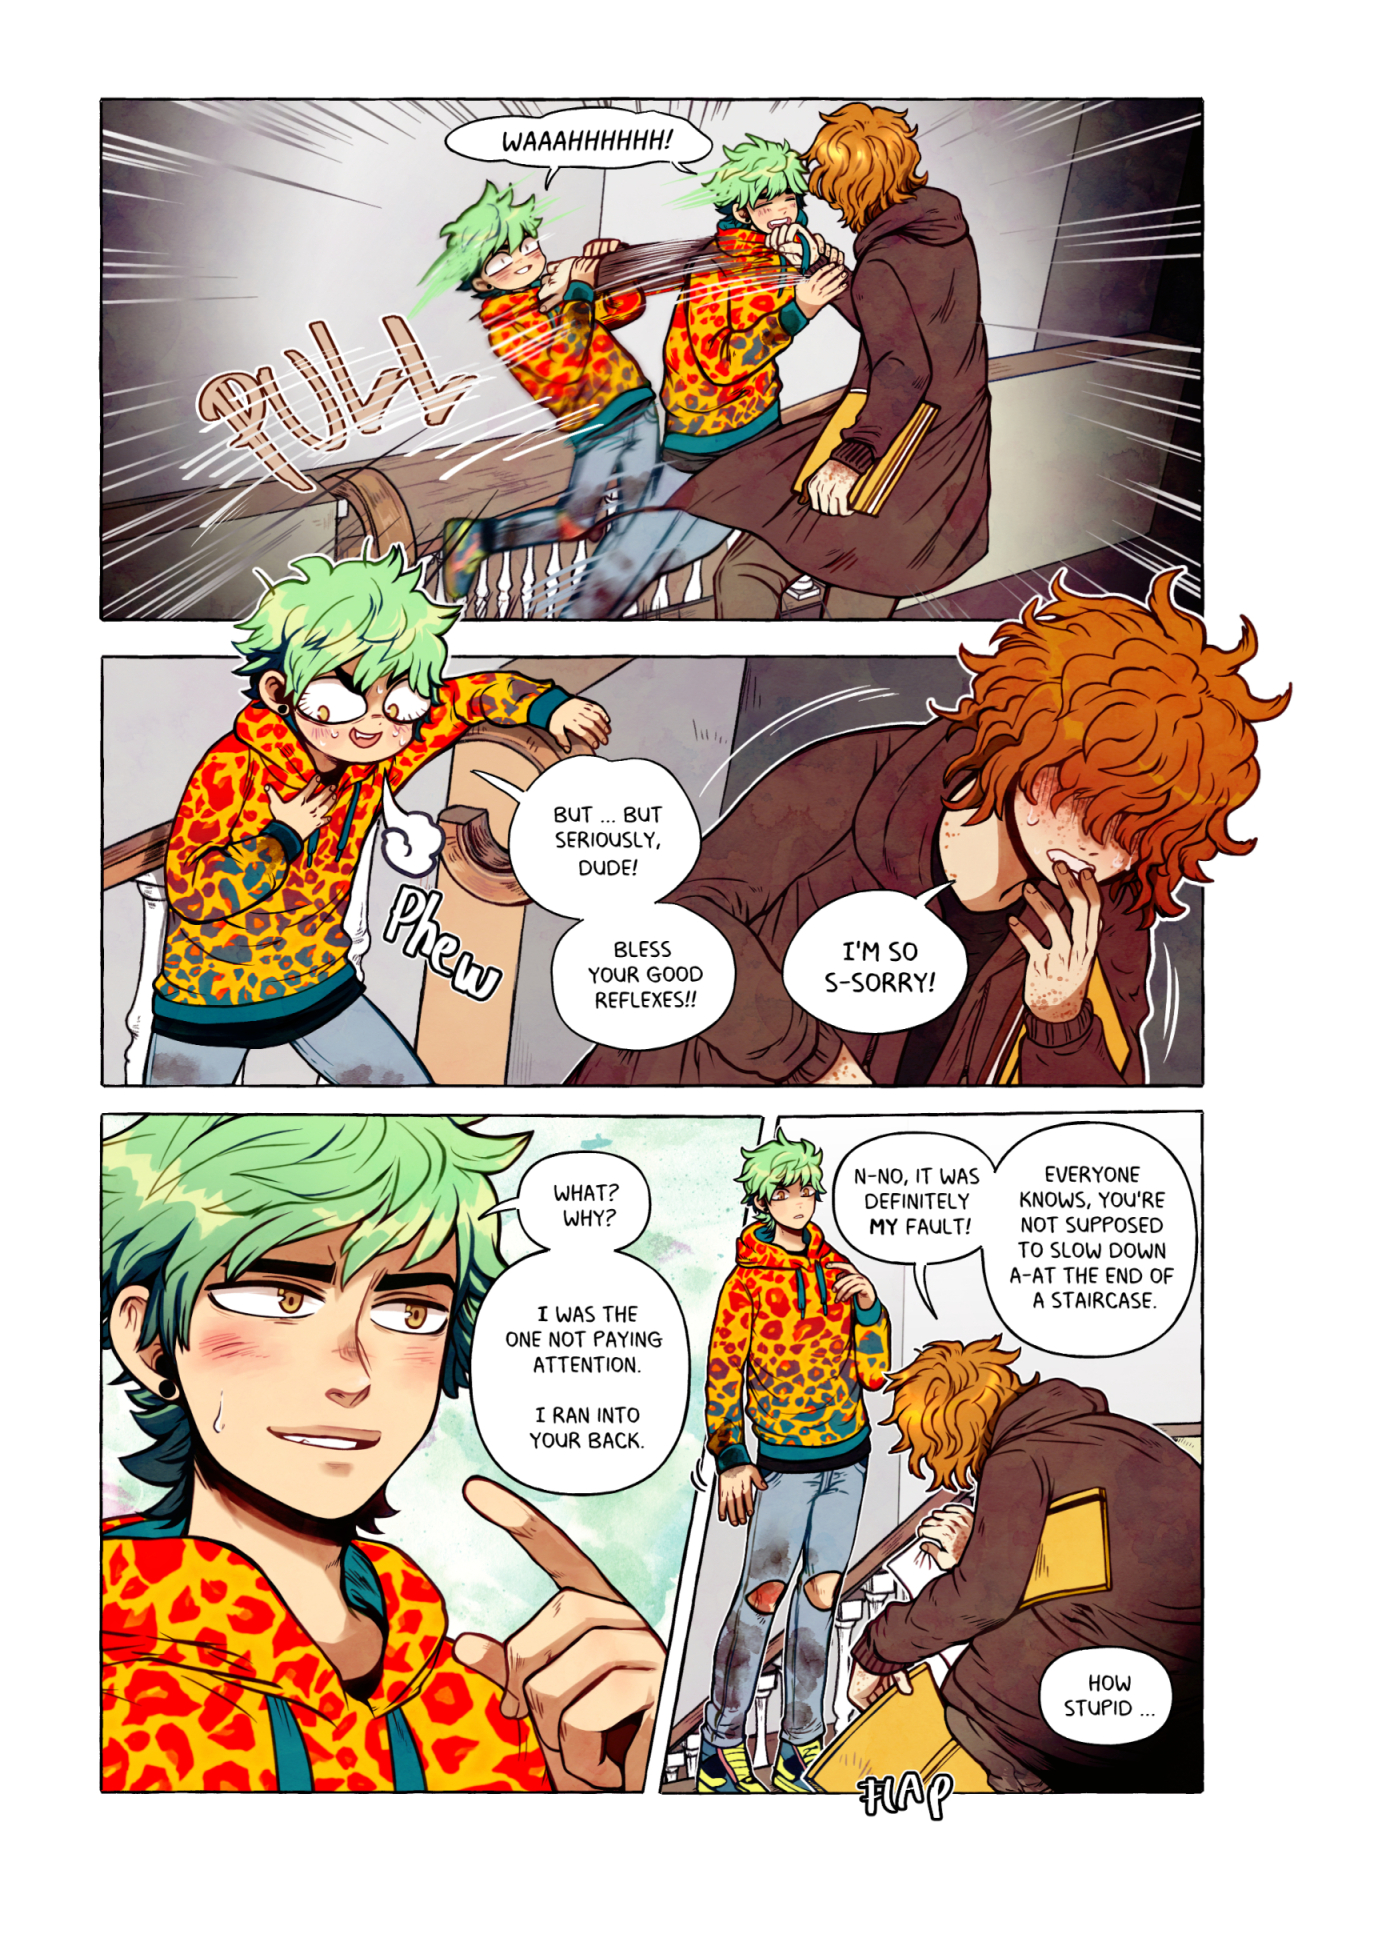 WAAAHHHHHH!
PULL
BUT ... BUT
SERIOUSLY,
DUDE!
Phew
BLESS
YOUR GOOD
REFLEXES!!
I'M SO
S-SORRY!
WHAT?
WHY?
I WAS THE
ONE NOT PAYING
ATTENTION.
I RAN INTO
YOUR BACK.
N-NO, IT WAS
DEFINITELY
MY FAULT!
EVERYONE
KNOWS, YOU'RE
NOT SUPPOSED
TO SLOW DOWN
A-AT THE END OF
A STAIRCASE.
HOW
STUPID ...
FLAP